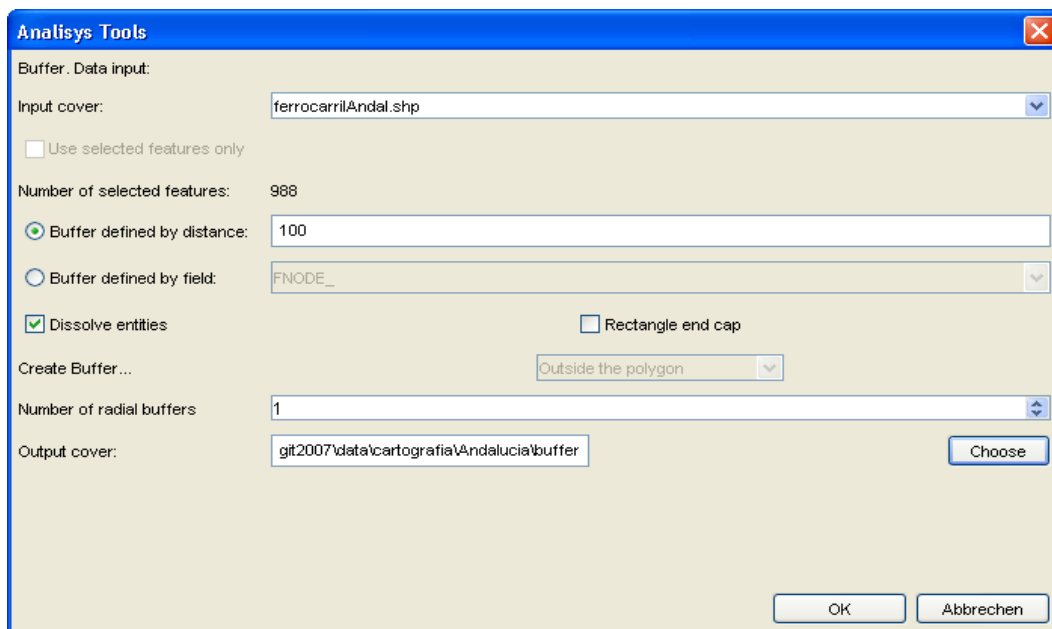 Analisys Tools
Buffer. Data input:
Input cover: ferrocarrilAndal.shp
Use selected features only
Number of selected features: 988
Buffer defined by distance: 100
Buffer defined by field: FNODE_
Dissolve entities Rectangle end cap
Create Buffer... Outside the polygon
Number of radial buffers 1
Output cover: git2007\data\cartografia\Andalucia\buffer Choose
OK Abbrechen